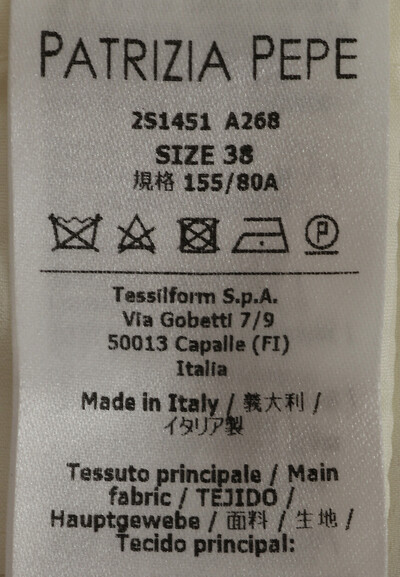 PATRIZIA PEPE
2S1451 A268
SIZE 38
規格 155/80A
P
Tessilform S.p.A.
Via Gobetti 7/9
50013 Capalle (FI)
Italia
Made in Italy / 義大利 /
イタリア製
Tessuto principale / Main
fabric / TEJIDO /
Hauptgewebe / 面料 / 生地 /
Tecido principal: